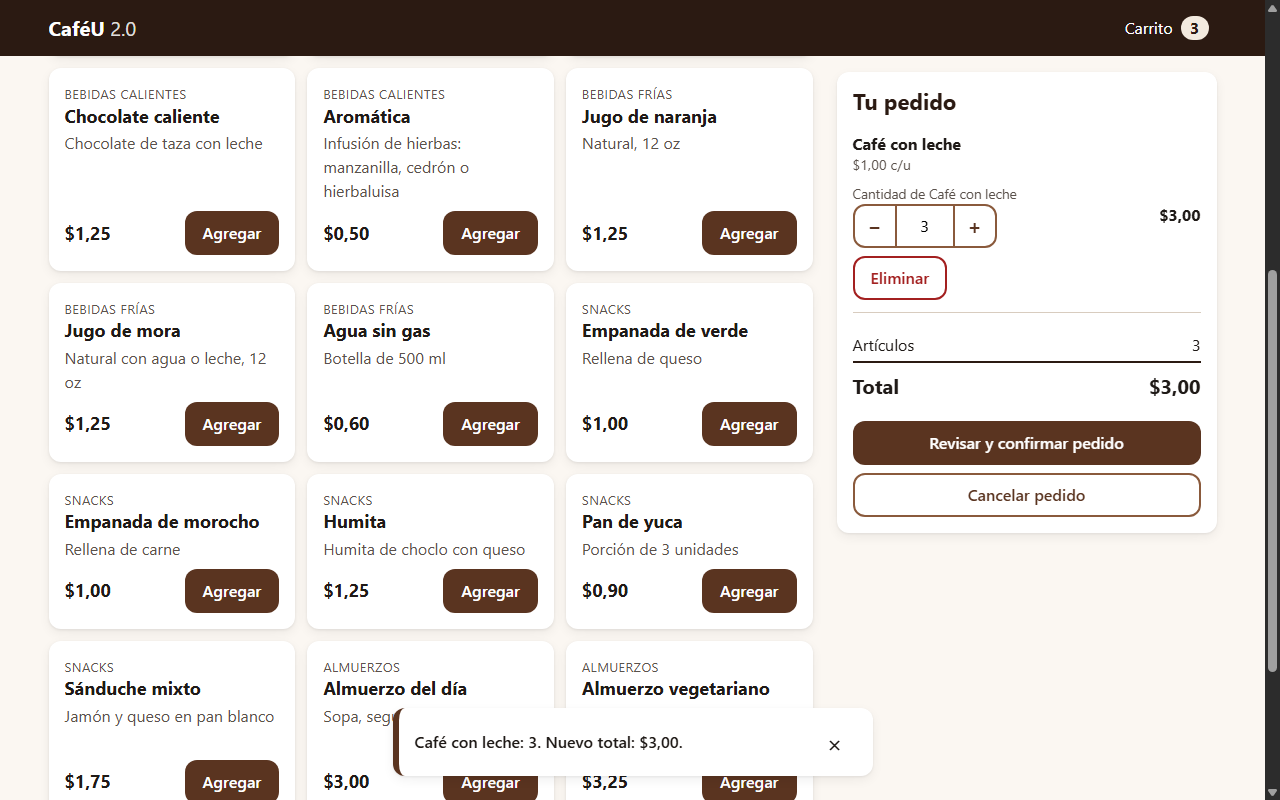 CaféU 2.0
Carrito 3
BEBIDAS CALIENTES
Chocolate caliente
Chocolate de taza con leche
$1,25
Agregar
BEBIDAS CALIENTES
Aromática
Infusión de hierbas:
manzanilla, cedrón o
hierbaluisa
$0,50
Agregar
BEBIDAS FRÍAS
Jugo de naranja
Natural, 12 oz
$1,25
Agregar
BEBIDAS FRÍAS
Jugo de mora
Natural con agua o leche, 12
oz
$1,25
Agregar
BEBIDAS FRÍAS
Agua sin gas
Botella de 500 ml
$0,60
Agregar
SNACKS
Empanada de verde
Rellena de queso
$1,00
Agregar
SNACKS
Empanada de morocho
Rellena de carne
$1,00
Agregar
SNACKS
Humita
Humita de choclo con queso
$1,25
Agregar
SNACKS
Pan de yuca
Porción de 3 unidades
$0,90
Agregar
SNACKS
Sánduche mixto
Jamón y queso en pan blanco
$1,75
Agregar
ALMUERZOS
Almuerzo del día
Sopa,
$3,00
Agregar
ALMUERZOS
Almuerzo vegetariano
$3,25
Agregar
Tu pedido
Café con leche
$1,00 c/u
Cantidad de Café con leche
− 3 +
$3,00
Eliminar
Artículos 3
Total $3,00
Revisar y confirmar pedido
Cancelar pedido
Café con leche: 3. Nuevo total: $3,00. ×